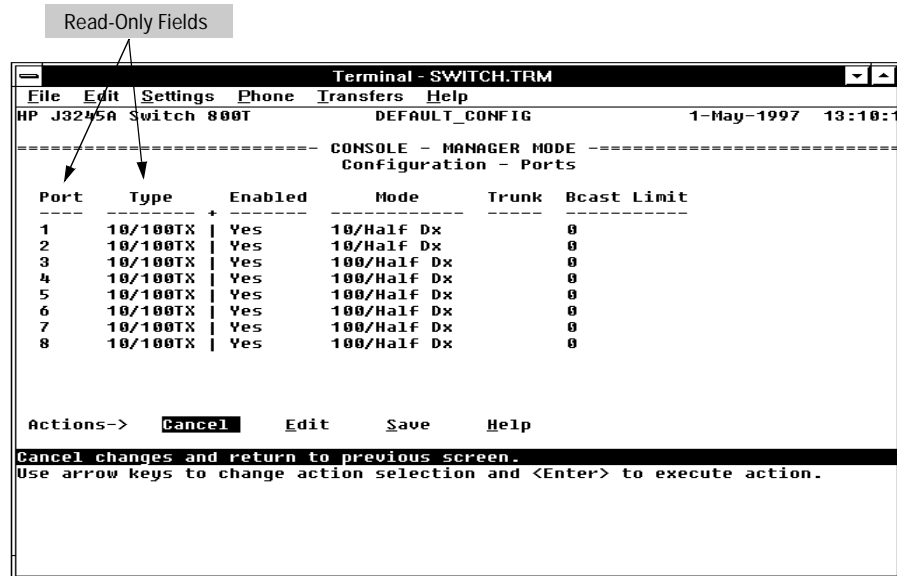 Read-Only Fields
Terminal - SWITCH.TRM
File Edit Settings Phone Transfers Help
HP J3245A Switch 800T DEFAULT_CONFIG 1-May-1997 13:10:1
===========================- CONSOLE - MANAGER MODE -===========================
Configuration - Ports
Port Type Enabled Mode Trunk Bcast Limit
---- -------- + ------- ------------ ----- -----------
1 10/100TX | Yes 10/Half Dx 0
2 10/100TX | Yes 10/Half Dx 0
3 10/100TX | Yes 100/Half Dx 0
4 10/100TX | Yes 100/Half Dx 0
5 10/100TX | Yes 100/Half Dx 0
6 10/100TX | Yes 100/Half Dx 0
7 10/100TX | Yes 100/Half Dx 0
8 10/100TX | Yes 100/Half Dx 0
Actions-> Cancel Edit Save Help
Cancel changes and return to previous screen.
Use arrow keys to change action selection and <Enter> to execute action.